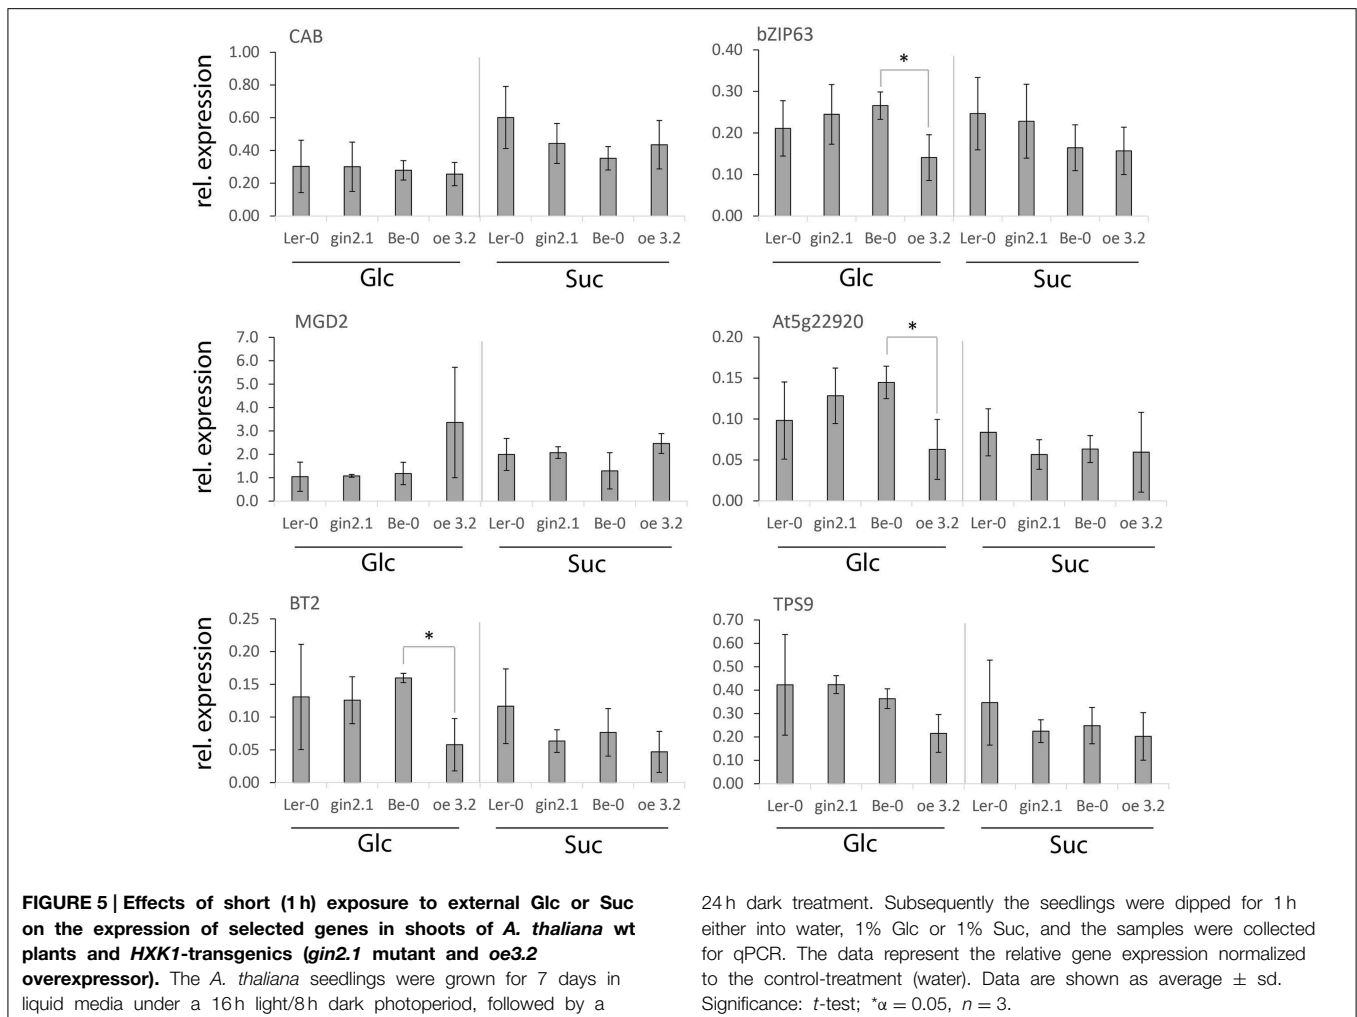 CAB
rel. expression
1.00
0.80
0.60
0.40
0.20
0.00
Ler-0 gin2.1 Be-0 oe 3.2 Ler-0 gin2.1 Be-0 oe 3.2
Glc Suc
bZIP63
0.40
0.30
0.20
0.10
0.00
*
Ler-0 gin2.1 Be-0 oe 3.2 Ler-0 gin2.1 Be-0 oe 3.2
Glc Suc
MGD2
rel. expression
7.0
6.0
5.0
4.0
3.0
2.0
1.0
0.0
Ler-0 gin2.1 Be-0 oe 3.2 Ler-0 gin2.1 Be-0 oe 3.2
Glc Suc
At5g22920
0.20
0.15
0.10
0.05
0.00
*
Ler-0 gin2.1 Be-0 oe 3.2 Ler-0 gin2.1 Be-0 oe 3.2
Glc Suc
BT2
rel. expression
0.25
0.20
0.15
0.10
0.05
0.00
*
Ler-0 gin2.1 Be-0 oe 3.2 Ler-0 gin2.1 Be-0 oe 3.2
Glc Suc
TPS9
0.70
0.60
0.50
0.40
0.30
0.20
0.10
0.00
Ler-0 gin2.1 Be-0 oe 3.2 Ler-0 gin2.1 Be-0 oe 3.2
Glc Suc
FIGURE 5 | Effects of short (1 h) exposure to external Glc or Suc
on the expression of selected genes in shoots of A. thaliana wt
plants and HXK1-transgenics (gin2.1 mutant and oe3.2
overexpressor). The A. thaliana seedlings were grown for 7 days in
liquid media under a 16 h light/8 h dark photoperiod, followed by a
24 h dark treatment. Subsequently the seedlings were dipped for 1 h
either into water, 1% Glc or 1% Suc, and the samples were collected
for qPCR. The data represent the relative gene expression normalized
to the control-treatment (water). Data are shown as average ± sd.
Significance: t-test; *α = 0.05, n = 3.